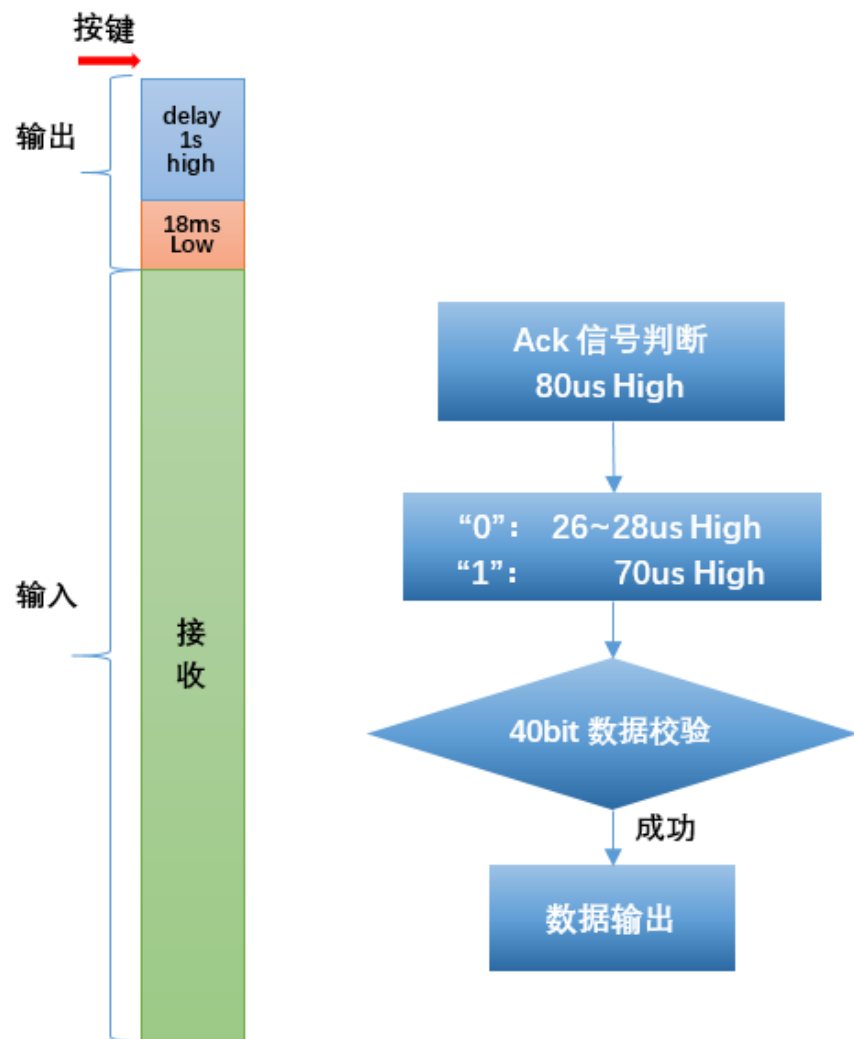 按键
输出
delay
1s
high
18ms
Low
输入
接
收
Ack 信号判断
80us High
“0”： 26~28us High
“1”： 70us High
40bit 数据校验
成功
数据输出